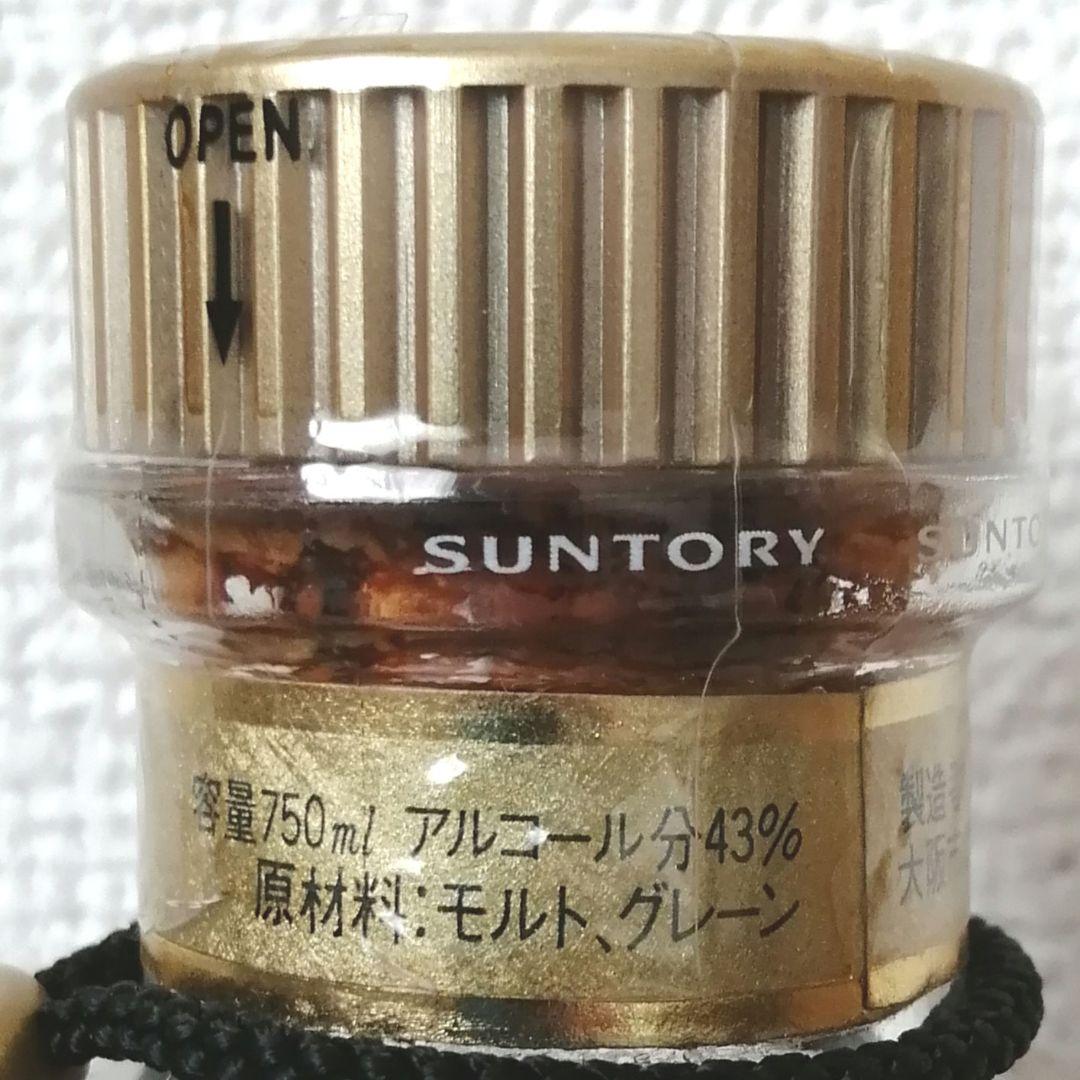 OPEN
SUNTORY
SUNTO
容量750ml アルコール分43%
原材料:モルト、グレーン
製造
大阪